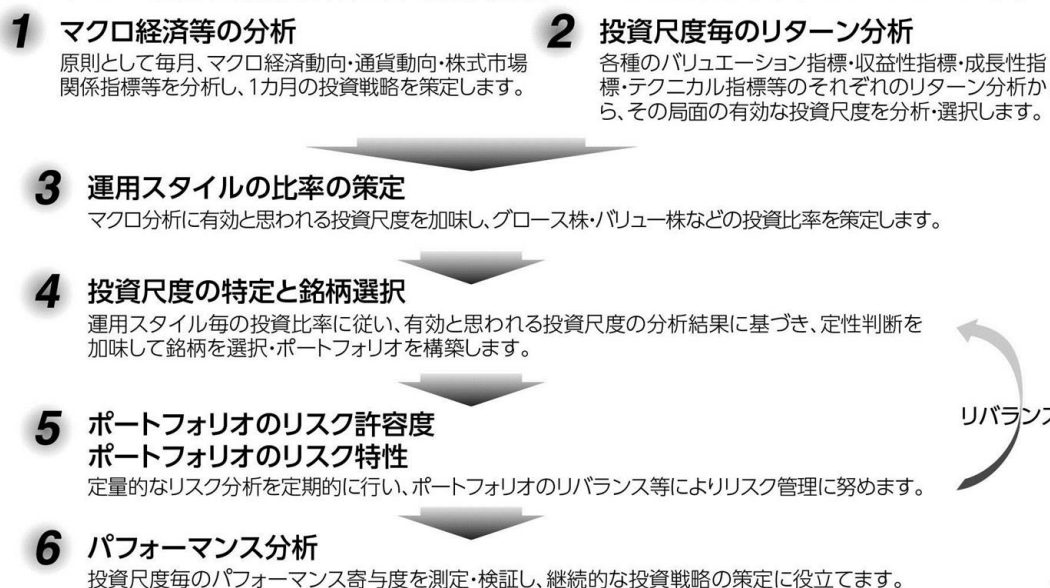 1 マクロ経済等の分析
原則として毎月、マクロ経済動向・通貨動向・株式市場
関係指標等を分析し、1カ月の投資戦略を策定します。
2 投資尺度毎のリターン分析
各種のバリュエーション指標・収益性指標・成長性指
標・テクニカル指標等のそれぞれのリターン分析か
ら、その局面の有効な投資尺度を分析・選択します。
3 運用スタイルの比率の策定
マクロ分析に有効と思われる投資尺度を加味し、グロース株・バリュー株などの投資比率を策定します。
4 投資尺度の特定と銘柄選択
運用スタイル毎の投資比率に従い、有効と思われる投資尺度の分析結果に基づき、定性判断を
加味して銘柄を選択・ポートフォリオを構築します。
リバランス
5 ポートフォリオのリスク許容度
ポートフォリオのリスク特性
定量的なリスク分析を定期的に行い、ポートフォリオのリバランス等によりリスク管理に努めます。
6 パフォーマンス分析
投資尺度毎のパフォーマンス寄与度を測定・検証し、継続的な投資戦略の策定に役立てます。